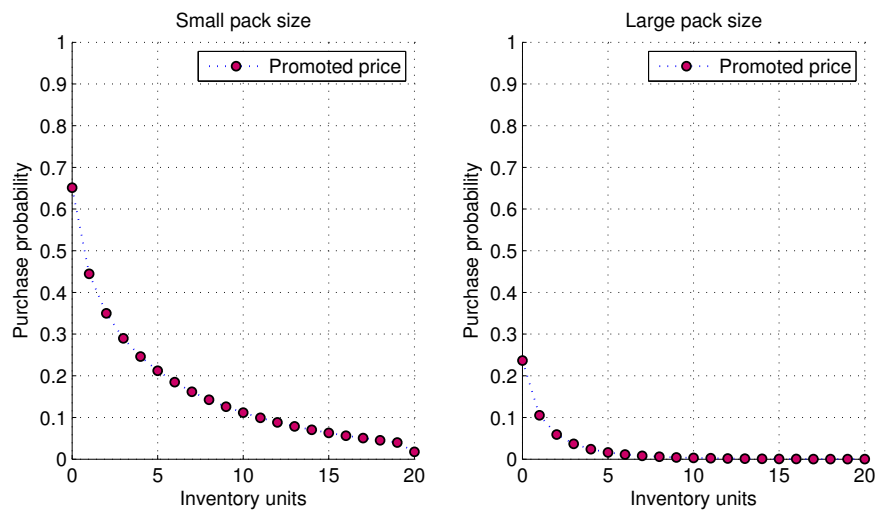 Small pack size
1
0.9
0.8
0.7
0.6
0.5
0.4
0.3
0.2
0.1
0
Purchase probability
Promoted price
0 5 10 15 20
Inventory units
Large pack size
1
0.9
0.8
0.7
0.6
0.5
0.4
0.3
0.2
0.1
0
Purchase probability
Promoted price
0 5 10 15 20
Inventory units